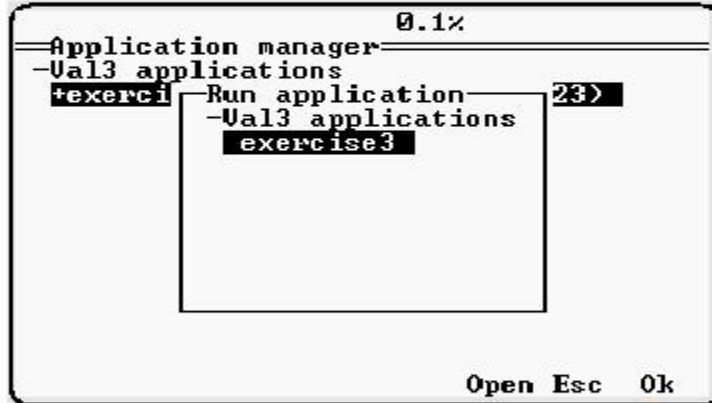 0.1%
Application manager
-Val3 applications
+exerci
23)
Run application
-Val3 applications
exercise3
Open Esc Ok